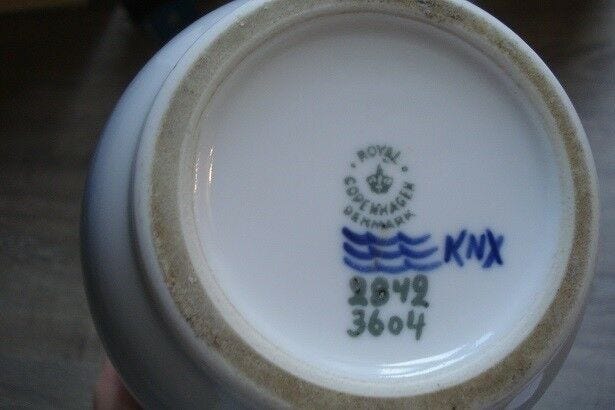 ROYAL
COPENHAGEN
DENMARK
KNX
2842
3604